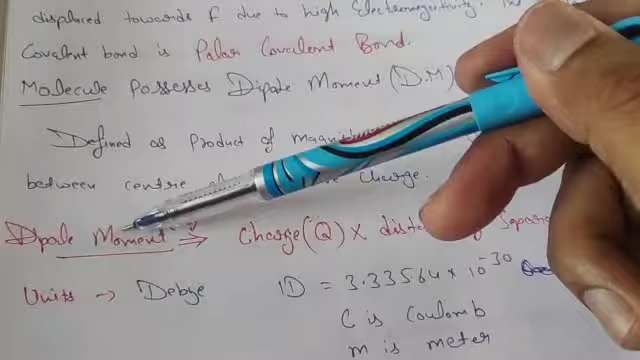 displaced towards F due to high Electronegativity. In
Covalent bond is Polar Covalent Bond.
Molecule Possesses Dipole Moment (D.M)
Defined as Product of
between centre Charge.
Dipole Moment ⇒ Charge (Q) X
Units → Debye 1D = 3.33564 * 10⁻³⁰
C is Coulomb
m is meter